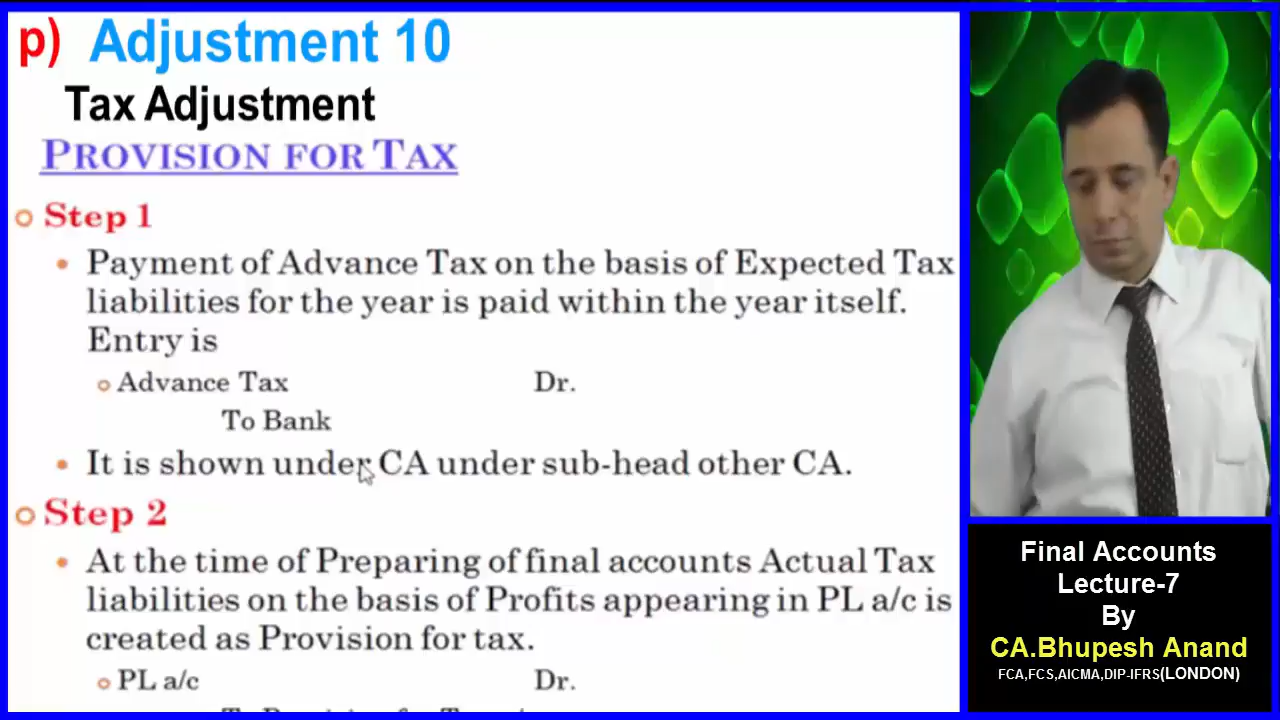 p) Adjustment 10
Tax Adjustment
PROVISION FOR TAX
Step 1
Payment of Advance Tax on the basis of Expected Tax
liabilities for the year is paid within the year itself.
Entry is
Advance Tax Dr.
To Bank
It is shown under CA under sub-head other CA.
Step 2
At the time of Preparing of final accounts Actual Tax
liabilities on the basis of Profits appearing in PL a/c is
created as Provision for tax.
PL a/c Dr.
Final Accounts
Lecture-7
By
CA.Bhupesh Anand
FCA,FCS,AICMA,DIP-IFRS(LONDON)